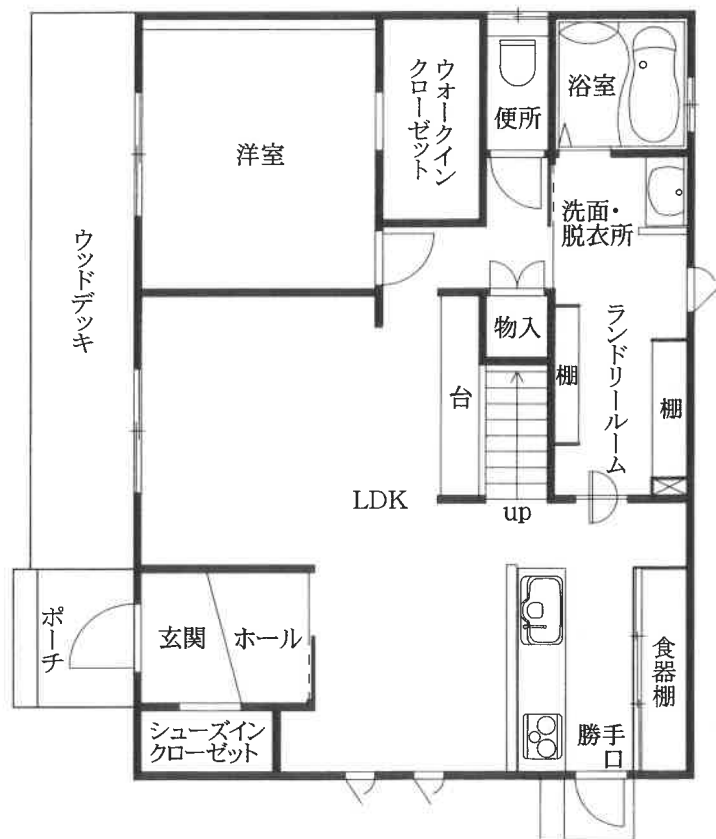 ウォークイン
クローゼット
便所
浴室
洋室
洗面・
脱衣所
ウッドデッキ
物入
ランドリールーム
棚
棚
台
LDK
up
ポーチ
玄関
ホール
食器棚
シューズイン
クローゼット
勝手
口